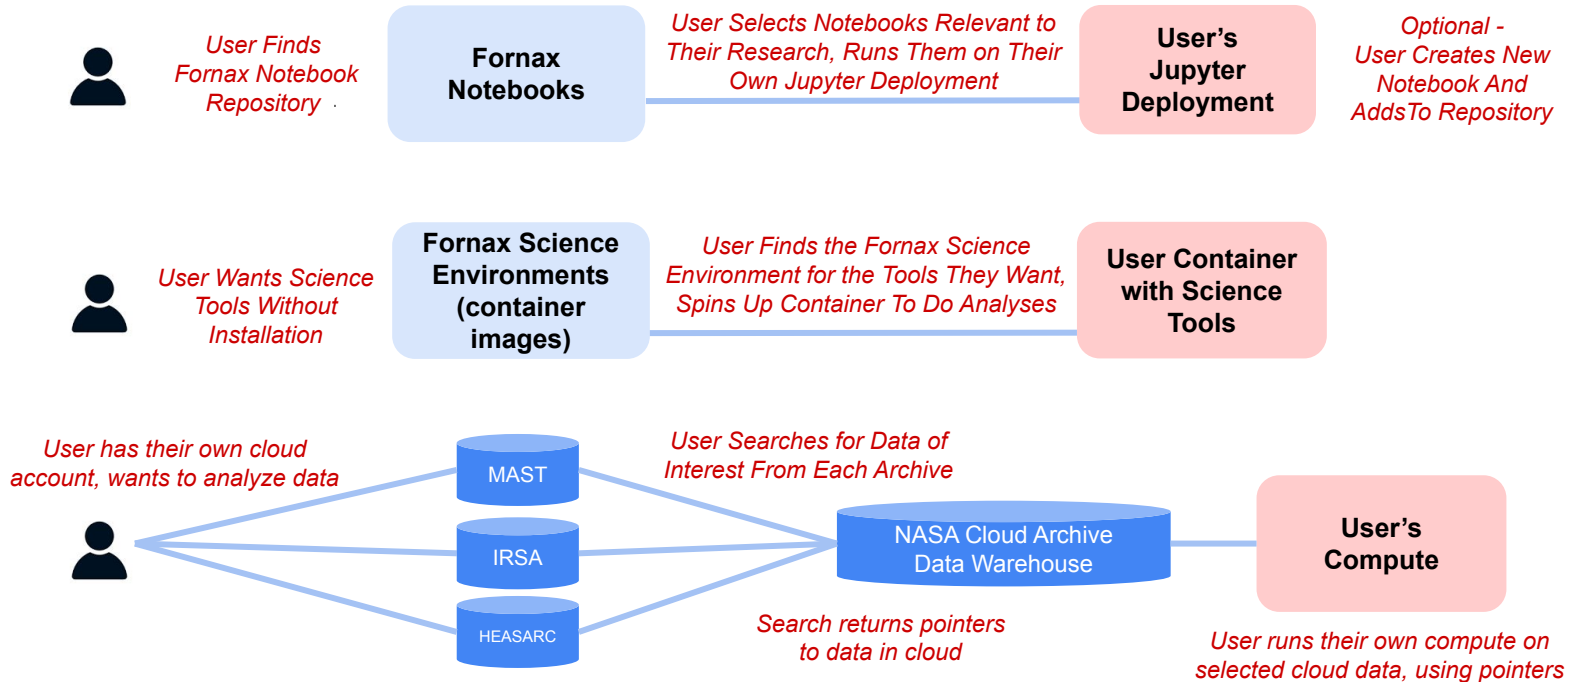 User Finds
Fornax Notebook
Repository
Fornax
Notebooks
User Selects Notebooks Relevant to
Their Research, Runs Them on Their
Own Jupyter Deployment
User's
Jupyter
Deployment
Optional -
User Creates New
Notebook And
AddsTo Repository
User Wants Science
Tools Without
Installation
Fornax Science
Environments
(container
images)
User Finds the Fornax Science
Environment for the Tools They Want,
Spins Up Container To Do Analyses
User Container
with Science
Tools
User has their own cloud
account, wants to analyze data
MAST
IRSA
HEASARC
User Searches for Data of
Interest From Each Archive
NASA Cloud Archive
Data Warehouse
Search returns pointers
to data in cloud
User's
Compute
User runs their own compute on
selected cloud data, using pointers